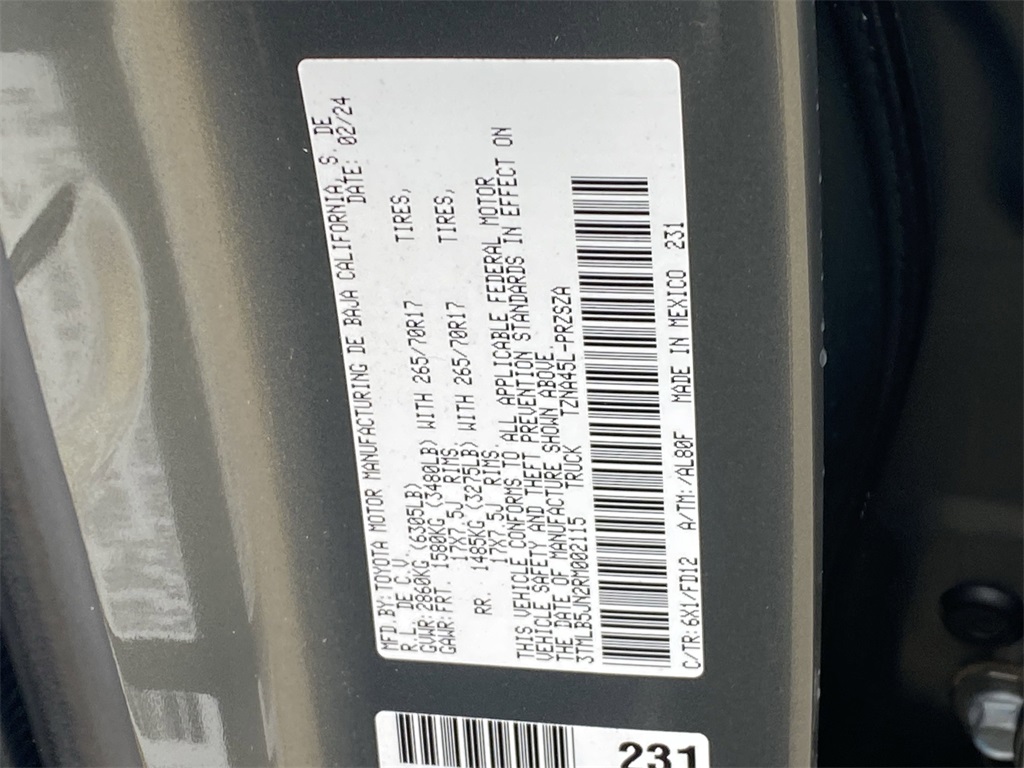 MFD.BY:TOYOTA MOTOR MANUFACTURING DE BAJA CALIFORNIA,S. DE
R.L.DE C.V. DATE: 02/24
GVWR:2860KG (6305LB)
GAWR:FRT. 1580KG (3480LB) WITH 265/70R17 TIRES,
17X7.5J RIMS.
RR. 1485KG (3275LB) WITH 265/70R17 TIRES,
17X7.5J RIMS.
THIS VEHICLE CONFORMS TO ALL APPLICABLE FEDERAL MOTOR
VEHICLE SAFETY AND THEFT PREVENTION STANDARDS IN EFFECT ON
THE DATE OF MANUFACTURE SHOWN ABOVE.
3TMLB5JN2RM002115 TRUCK TZNA45L-PRZSZA
C/TR:6X1/FD12 A/TM:/AL80F MADE IN MEXICO 231
231